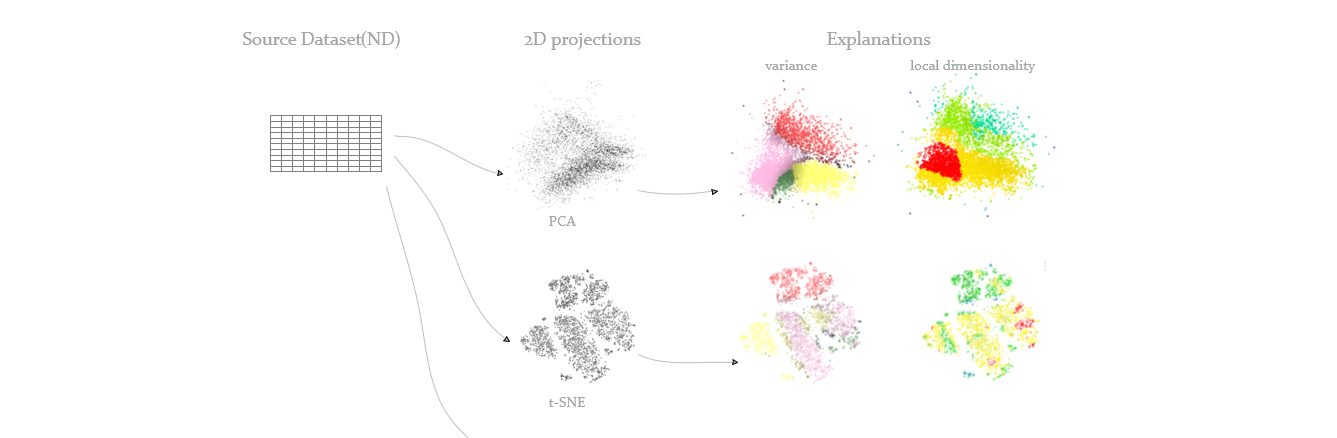 Source Dataset(ND)
2D projections
Explanations
variance
local dimensionality
PCA
t-SNE